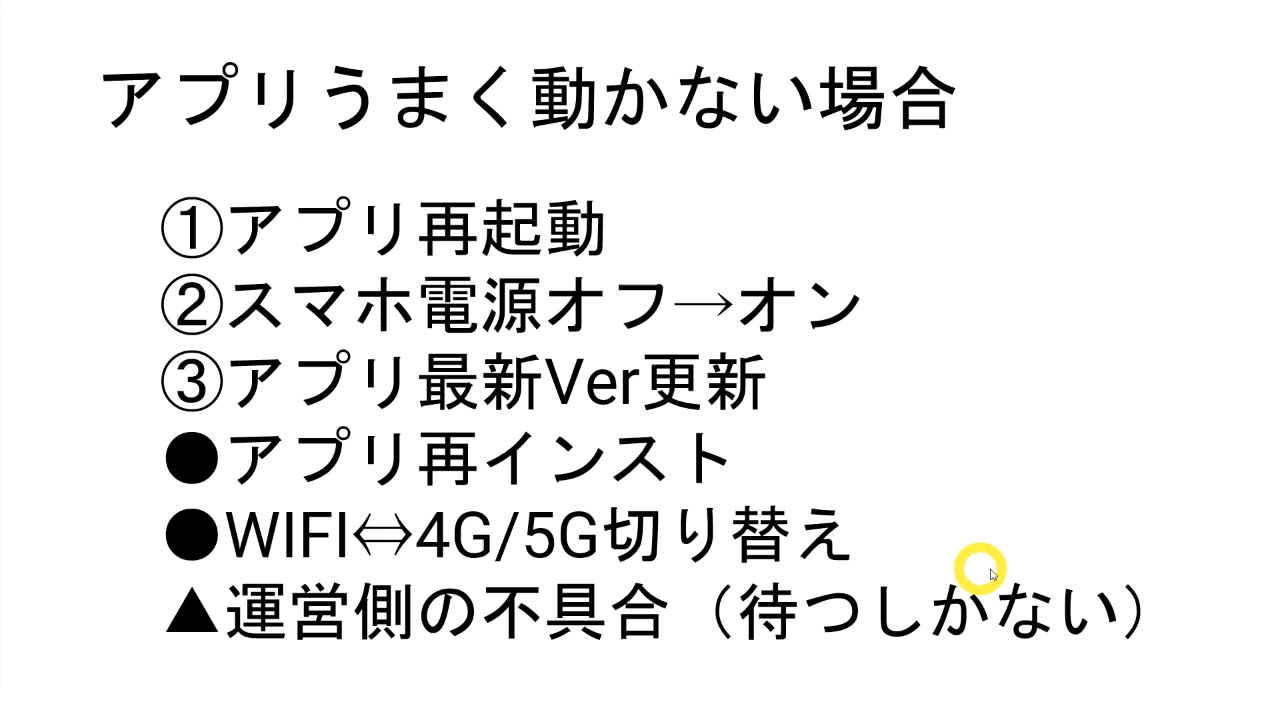 アプリうまく動かない場合
①アプリ再起動
②スマホ電源オフ→オン
③アプリ最新Ver更新
●アプリ再インスト
●WIFI⇔4G/5G切り替え
▲運営側の不具合（待つしかない）